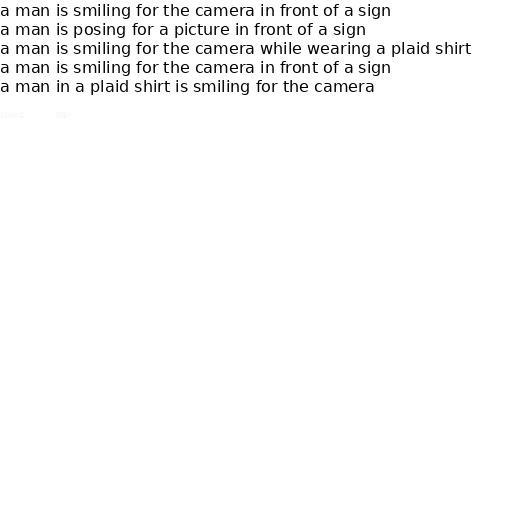 a man is smiling for the camera in front of a sign
a man is posing for a picture in front of a sign
a man is smiling for the camera while wearing a plaid shirt
a man is smiling for the camera in front of a sign
a man in a plaid shirt is smiling for the camera